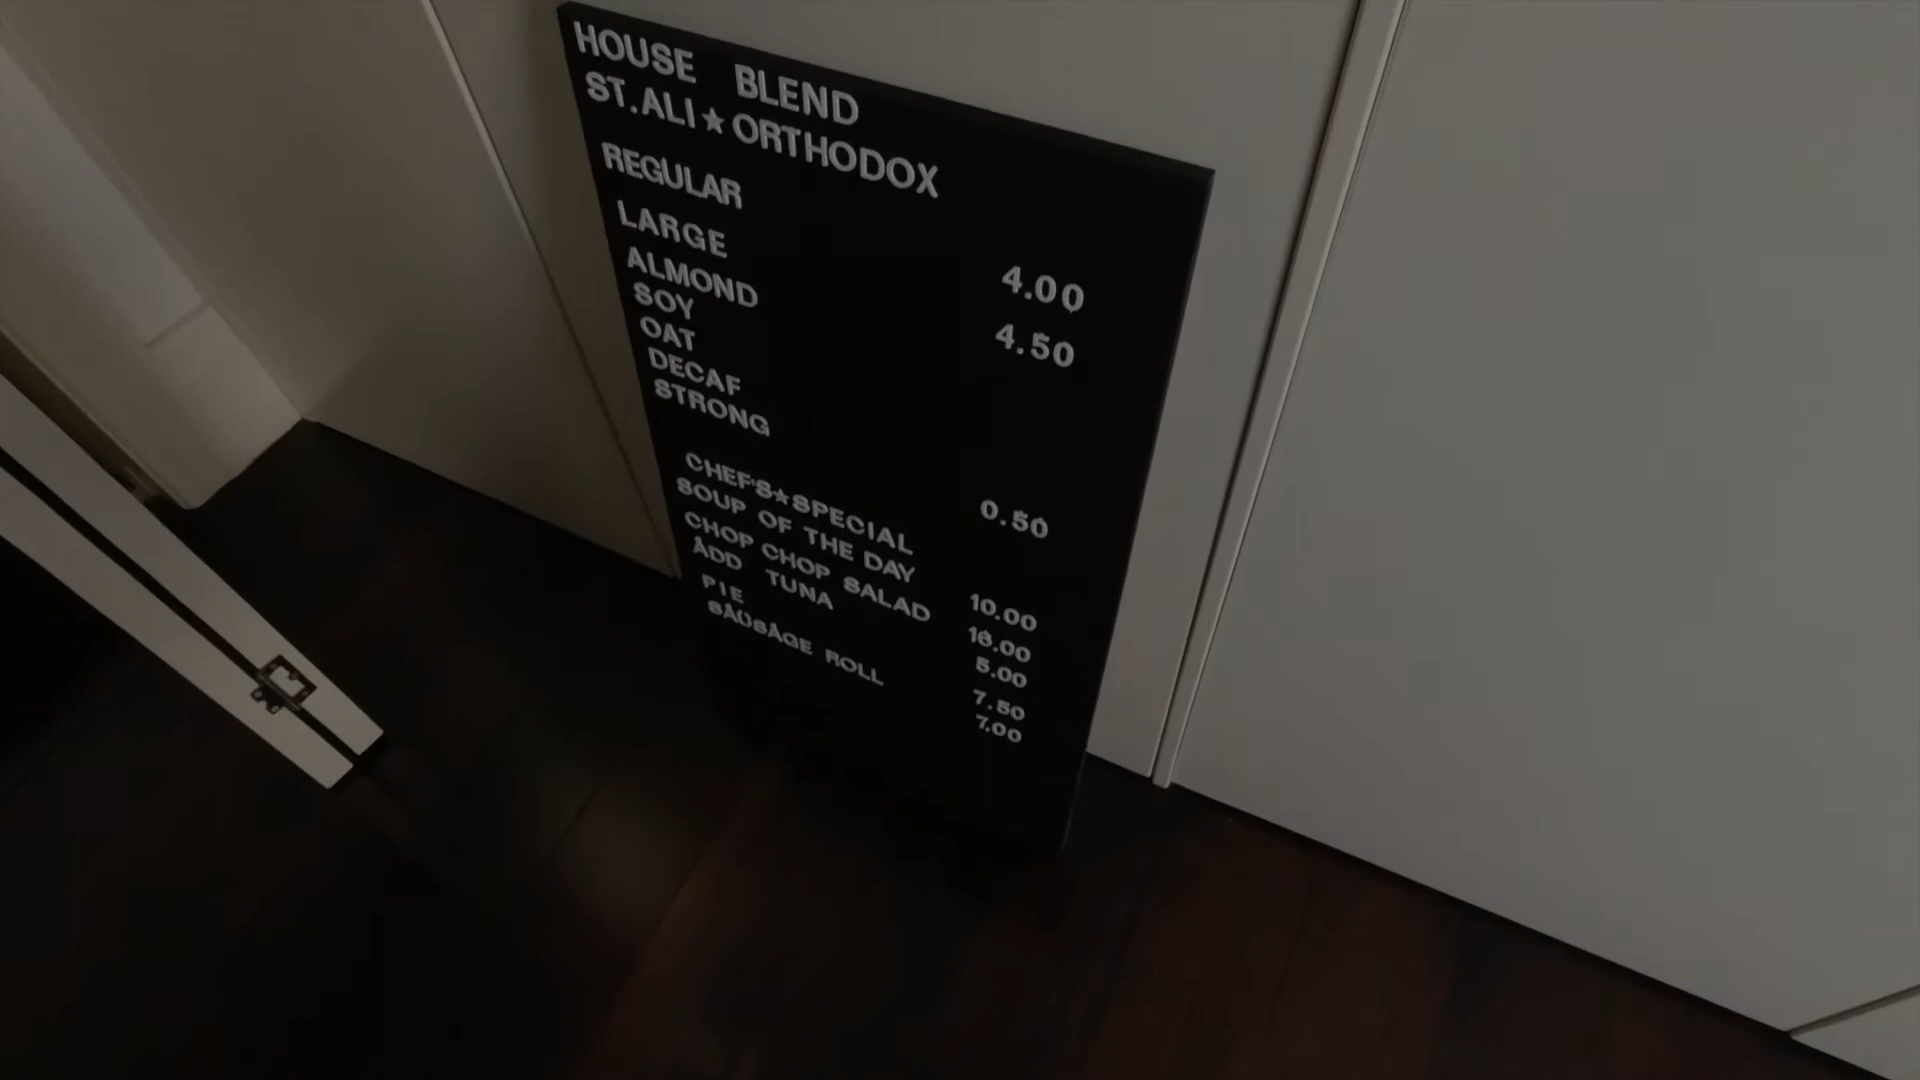 HOUSE BLEND
ST.ALI★ORTHODOX
REGULAR 4.00
LARGE 4.50
ALMOND
SOY
OAT
DECAF
STRONG 0.50
CHEF'S★SPECIAL
SOUP OF THE DAY 10.00
CHOP CHOP SALAD 16.00
ADD TUNA 5.00
PIE 7.50
SAUSAGE ROLL 7.00